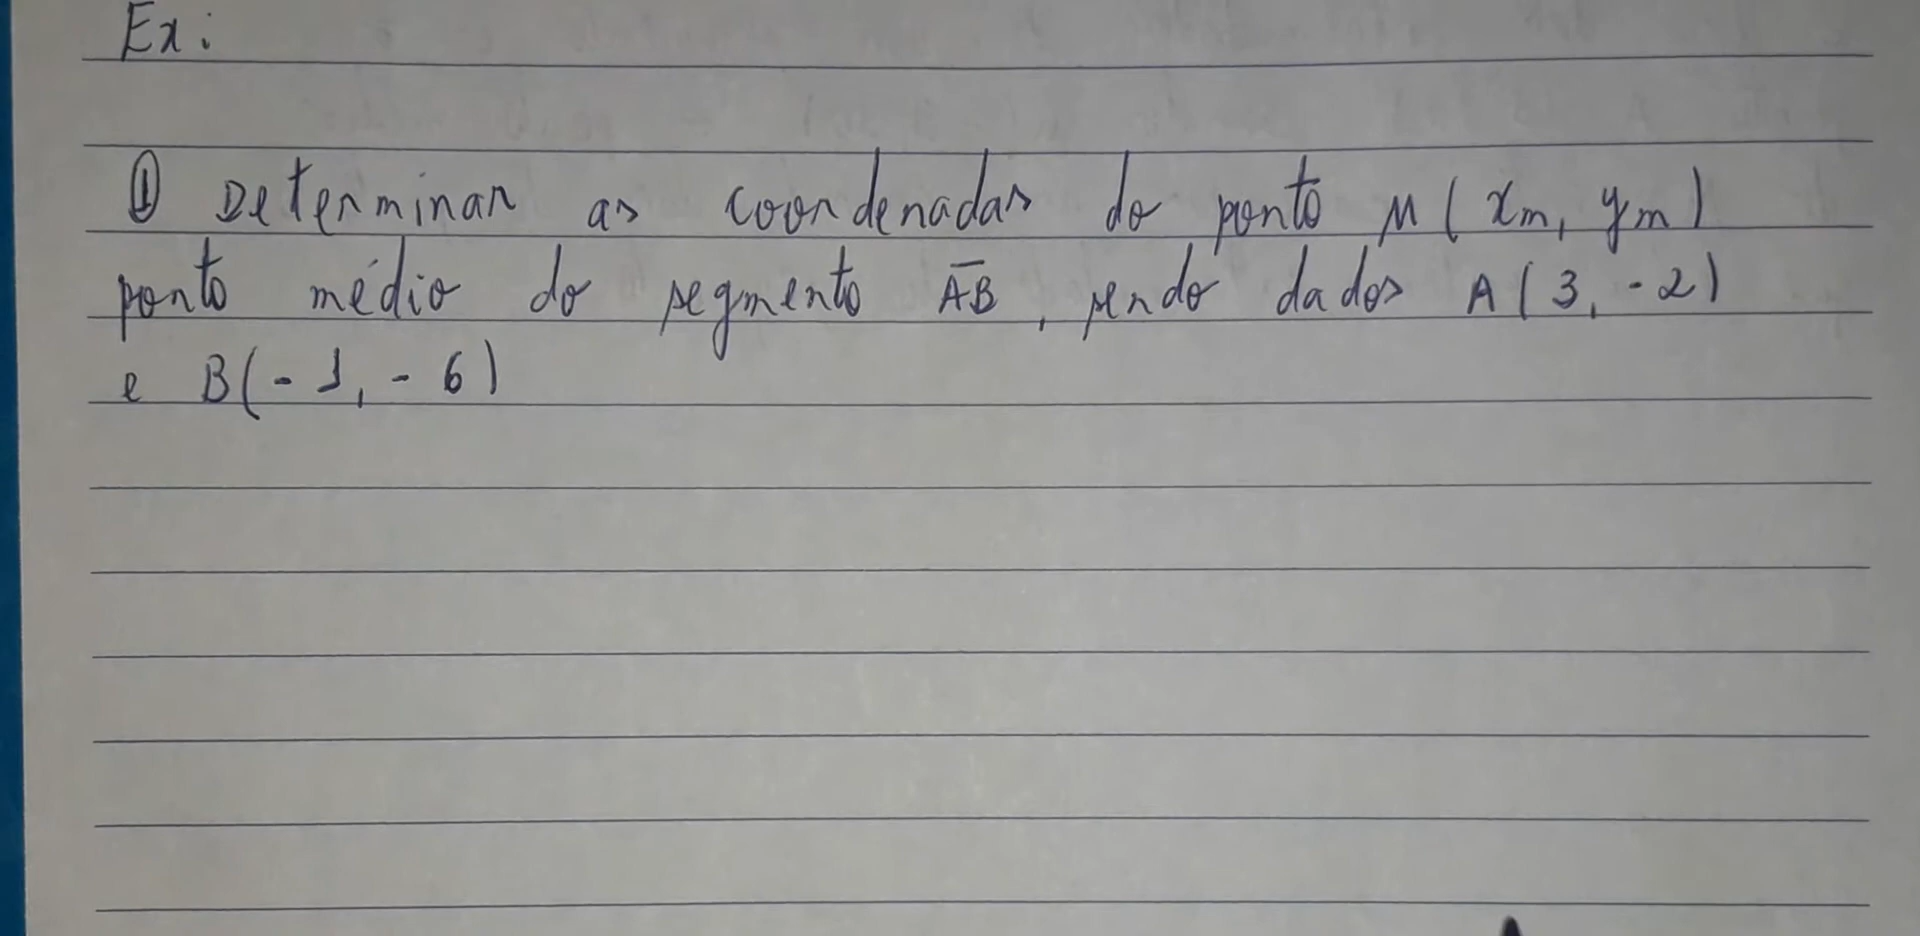 Ex:
① Determinar as coordenadas do ponto M(xm, ym)
ponto médio do segmento A̅B̅, sendo dados A(3, -2)
e B(-1, -6)